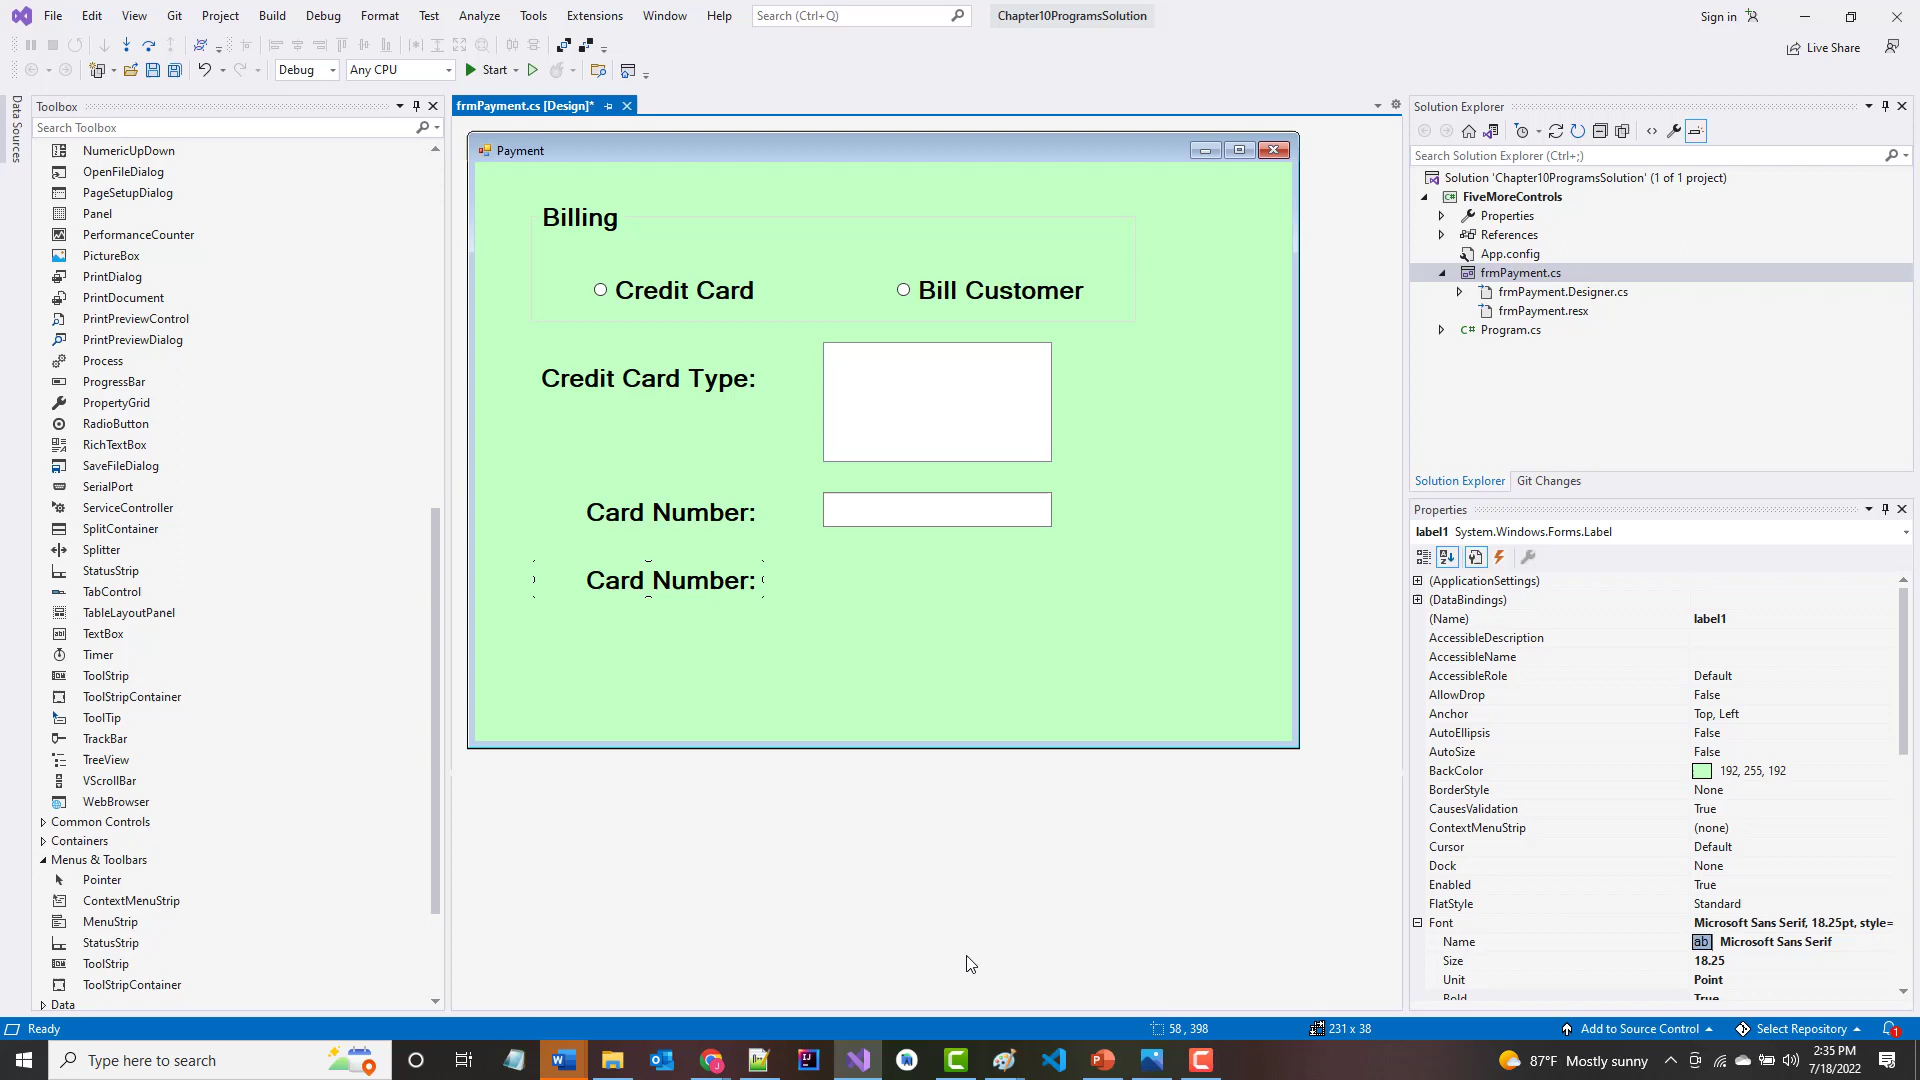 File Edit View Git Project Build Debug Format Test Analyze Tools Extensions Window Help Search (Ctrl+Q) Chapter10ProgramsSolution Sign in
Live Share
Debug Any CPU Start
Data Sources
Toolbox
Search Toolbox
NumericUpDown
OpenFileDialog
PageSetupDialog
Panel
PerformanceCounter
PictureBox
PrintDialog
PrintDocument
PrintPreviewControl
PrintPreviewDialog
Process
ProgressBar
PropertyGrid
RadioButton
RichTextBox
SaveFileDialog
SerialPort
ServiceController
SplitContainer
Splitter
StatusStrip
TabControl
TableLayoutPanel
TextBox
Timer
ToolStrip
ToolStripContainer
ToolTip
TrackBar
TreeView
VScrollBar
WebBrowser
Common Controls
Containers
Menus & Toolbars
Pointer
ContextMenuStrip
MenuStrip
StatusStrip
ToolStrip
ToolStripContainer
Data
frmPayment.cs [Design]*
Payment
Billing
Credit Card Bill Customer
Credit Card Type:
Card Number:
Card Number:
Solution Explorer
Search Solution Explorer (Ctrl+;)
Solution 'Chapter10ProgramsSolution' (1 of 1 project)
FiveMoreControls
Properties
References
App.config
frmPayment.cs
frmPayment.Designer.cs
frmPayment.resx
Program.cs
Solution Explorer Git Changes
Properties
label1 System.Windows.Forms.Label
(ApplicationSettings)
(DataBindings)
(Name) label1
AccessibleDescription
AccessibleName
AccessibleRole Default
AllowDrop False
Anchor Top, Left
AutoEllipsis False
AutoSize False
BackColor 192, 255, 192
BorderStyle None
CausesValidation True
ContextMenuStrip (none)
Cursor Default
Dock None
Enabled True
FlatStyle Standard
Font Microsoft Sans Serif, 18.25pt, style=
Name ab Microsoft Sans Serif
Size 18.25
Unit Point
Bold True
Ready 58 , 398 231 x 38 Add to Source Control Select Repository 1
Type here to search 87°F Mostly sunny 2:35 PM
7/18/2022